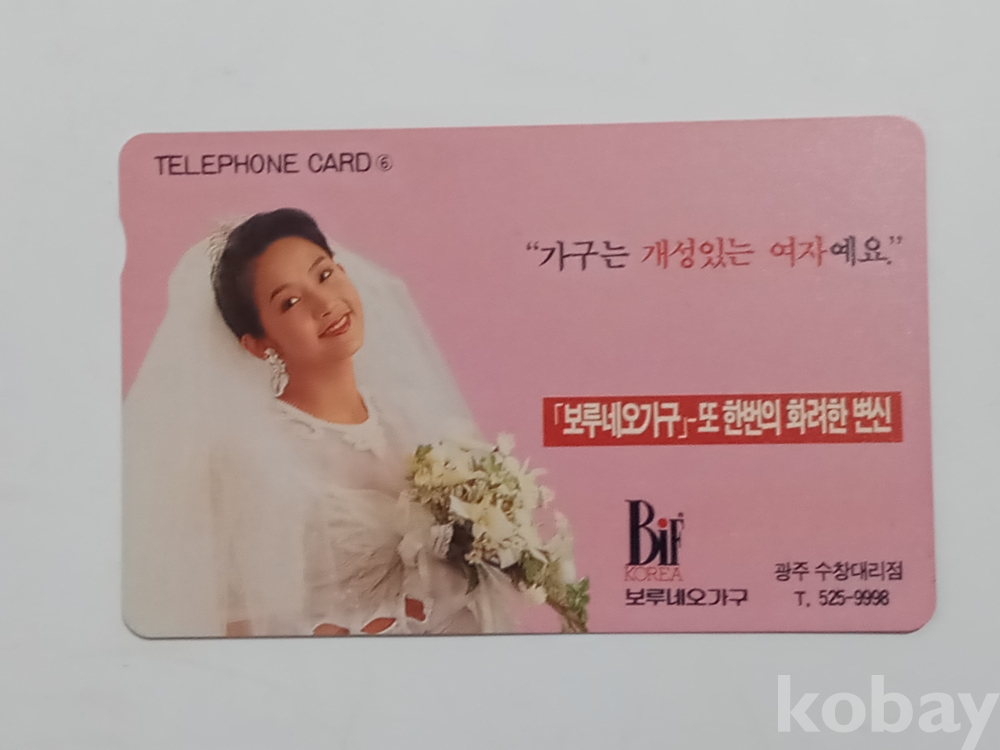 TELEPHONE CARD⑥
“가구는 개성있는 여자예요.”
「보루네오가구」-또 한번의 화려한 변신
BiF
KOREA
보루네오가구
광주 수창대리점
T. 525-9998
kobay